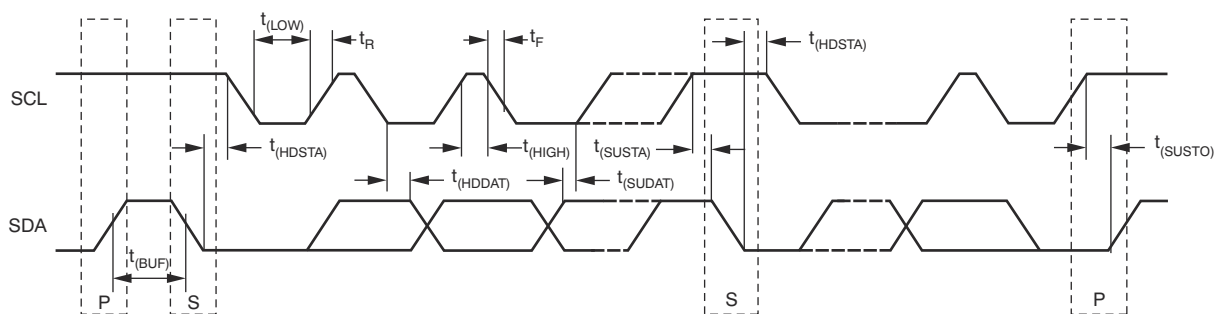 t(LOW)
tR
tF
t(HDSTA)
SCL
t(HDSTA)
t(HIGH)
t(SUSTA)
t(SUSTO)
t(HDDAT)
t(SUDAT)
SDA
t(BUF)
P
S
S
P